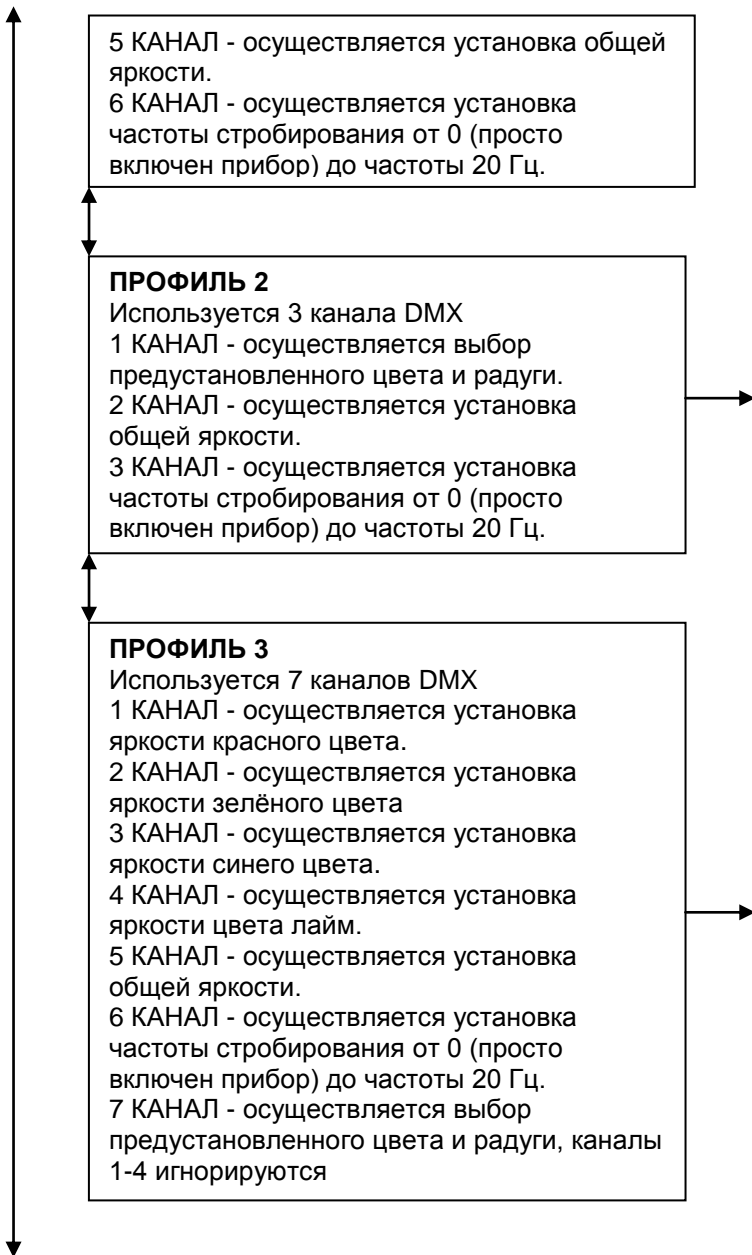 5 КАНАЛ - осуществляется установка общей
яркости.
6 КАНАЛ - осуществляется установка
частоты стробирования от 0 (просто
включен прибор) до частоты 20 Гц.
ПРОФИЛЬ 2
Используется 3 канала DMX
1 КАНАЛ - осуществляется выбор
предустановленного цвета и радуги.
2 КАНАЛ - осуществляется установка
общей яркости.
3 КАНАЛ - осуществляется установка
частоты стробирования от 0 (просто
включен прибор) до частоты 20 Гц.
ПРОФИЛЬ 3
Используется 7 каналов DMX
1 КАНАЛ - осуществляется установка
яркости красного цвета.
2 КАНАЛ - осуществляется установка
яркости зелёного цвета
3 КАНАЛ - осуществляется установка
яркости синего цвета.
4 КАНАЛ - осуществляется установка
яркости цвета лайм.
5 КАНАЛ - осуществляется установка
общей яркости.
6 КАНАЛ - осуществляется установка
частоты стробирования от 0 (просто
включен прибор) до частоты 20 Гц.
7 КАНАЛ - осуществляется выбор
предустановленного цвета и радуги, каналы
1-4 игнорируются